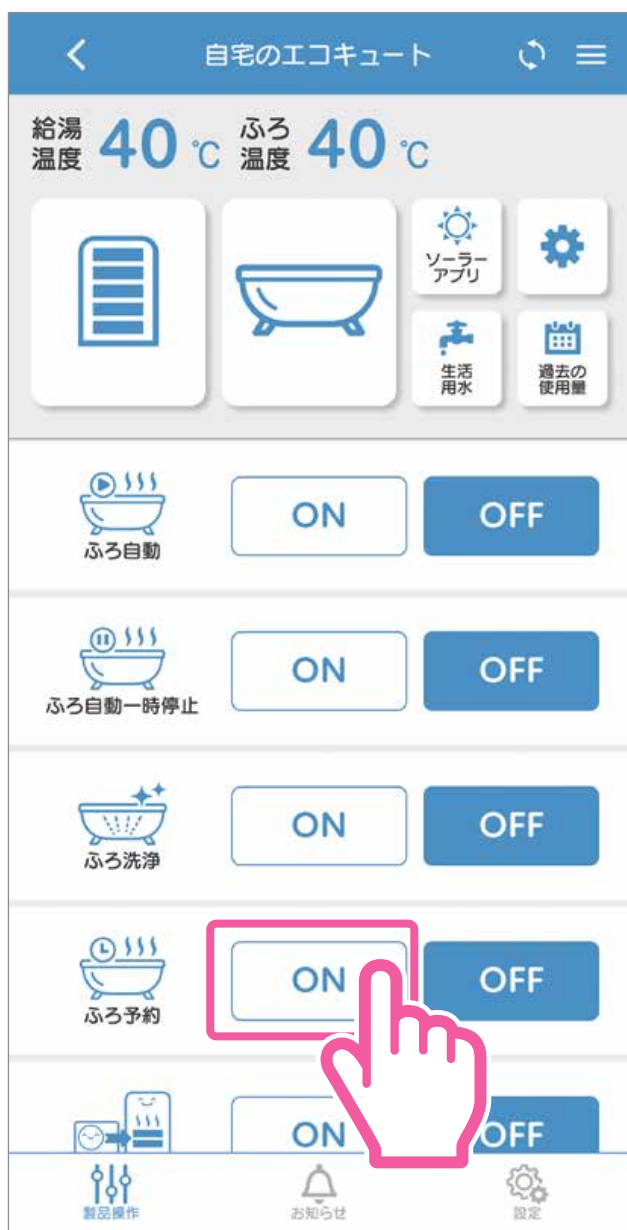 自宅のエコキュート
給湯温度 40 ℃ ふろ温度 40 ℃
ソーラーアプリ
生活用水
過去の使用量
ふろ自動 ON OFF
ふろ自動一時停止 ON OFF
ふろ洗浄 ON OFF
ふろ予約 ON OFF
ON OFF
製品操作 お知らせ 設定